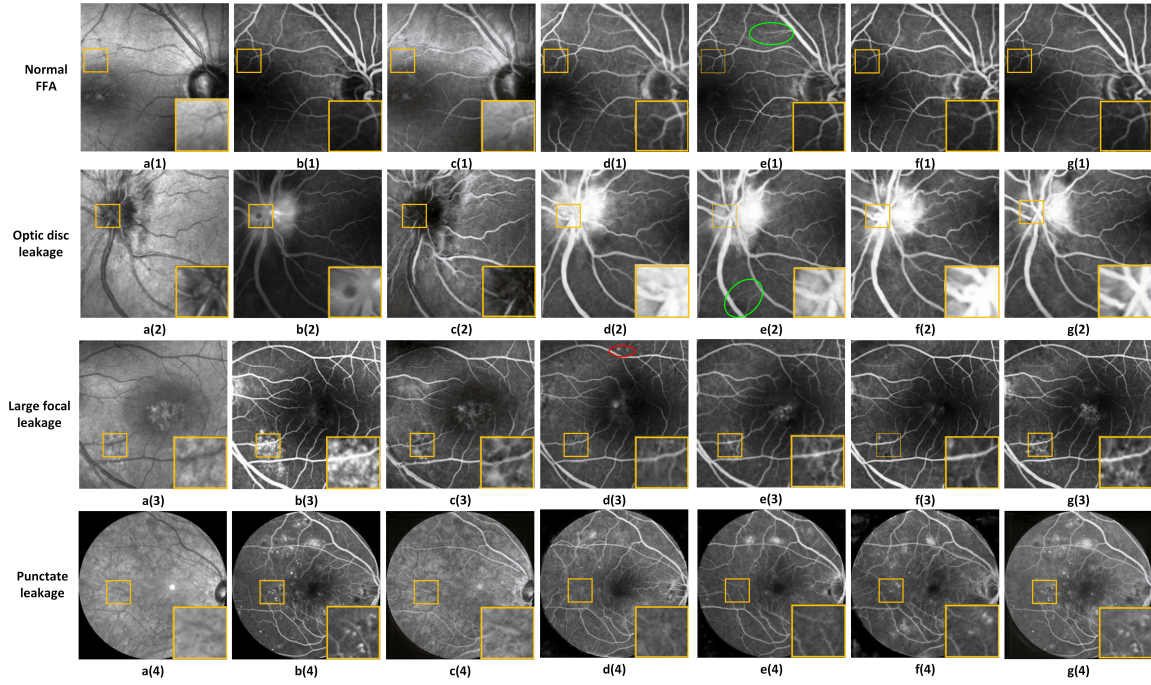 Normal
FFA
a(1) b(1) c(1) d(1) e(1) f(1) g(1)
Optic disc
leakage
a(2) b(2) c(2) d(2) e(2) f(2) g(2)
Large focal
leakage
a(3) b(3) c(3) d(3) e(3) f(3) g(3)
Punctate
leakage
a(4) b(4) c(4) d(4) e(4) f(4) g(4)